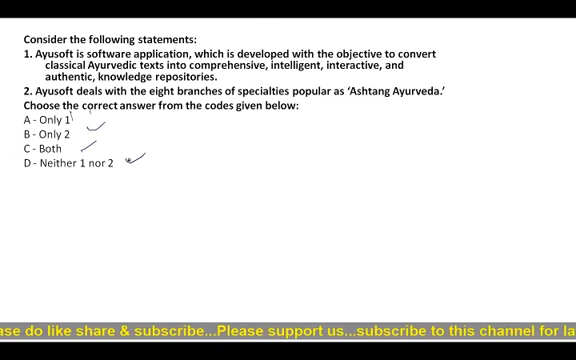 Consider the following statements:
1. Ayusoft is software application, which is developed with the objective to convert
classical Ayurvedic texts into comprehensive, intelligent, interactive, and
authentic, knowledge repositories.
2. Ayusoft deals with the eight branches of specialties popular as ‘Ashtang Ayurveda.’
Choose the correct answer from the codes given below:
A - Only 1
B - Only 2
C - Both
D - Neither 1 nor 2
ase do like share & subscribe...Please support us...subscribe to this channel for la